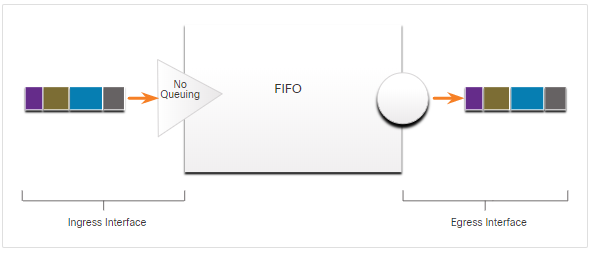 No
Queuing
FIFO
Ingress Interface
Egress Interface